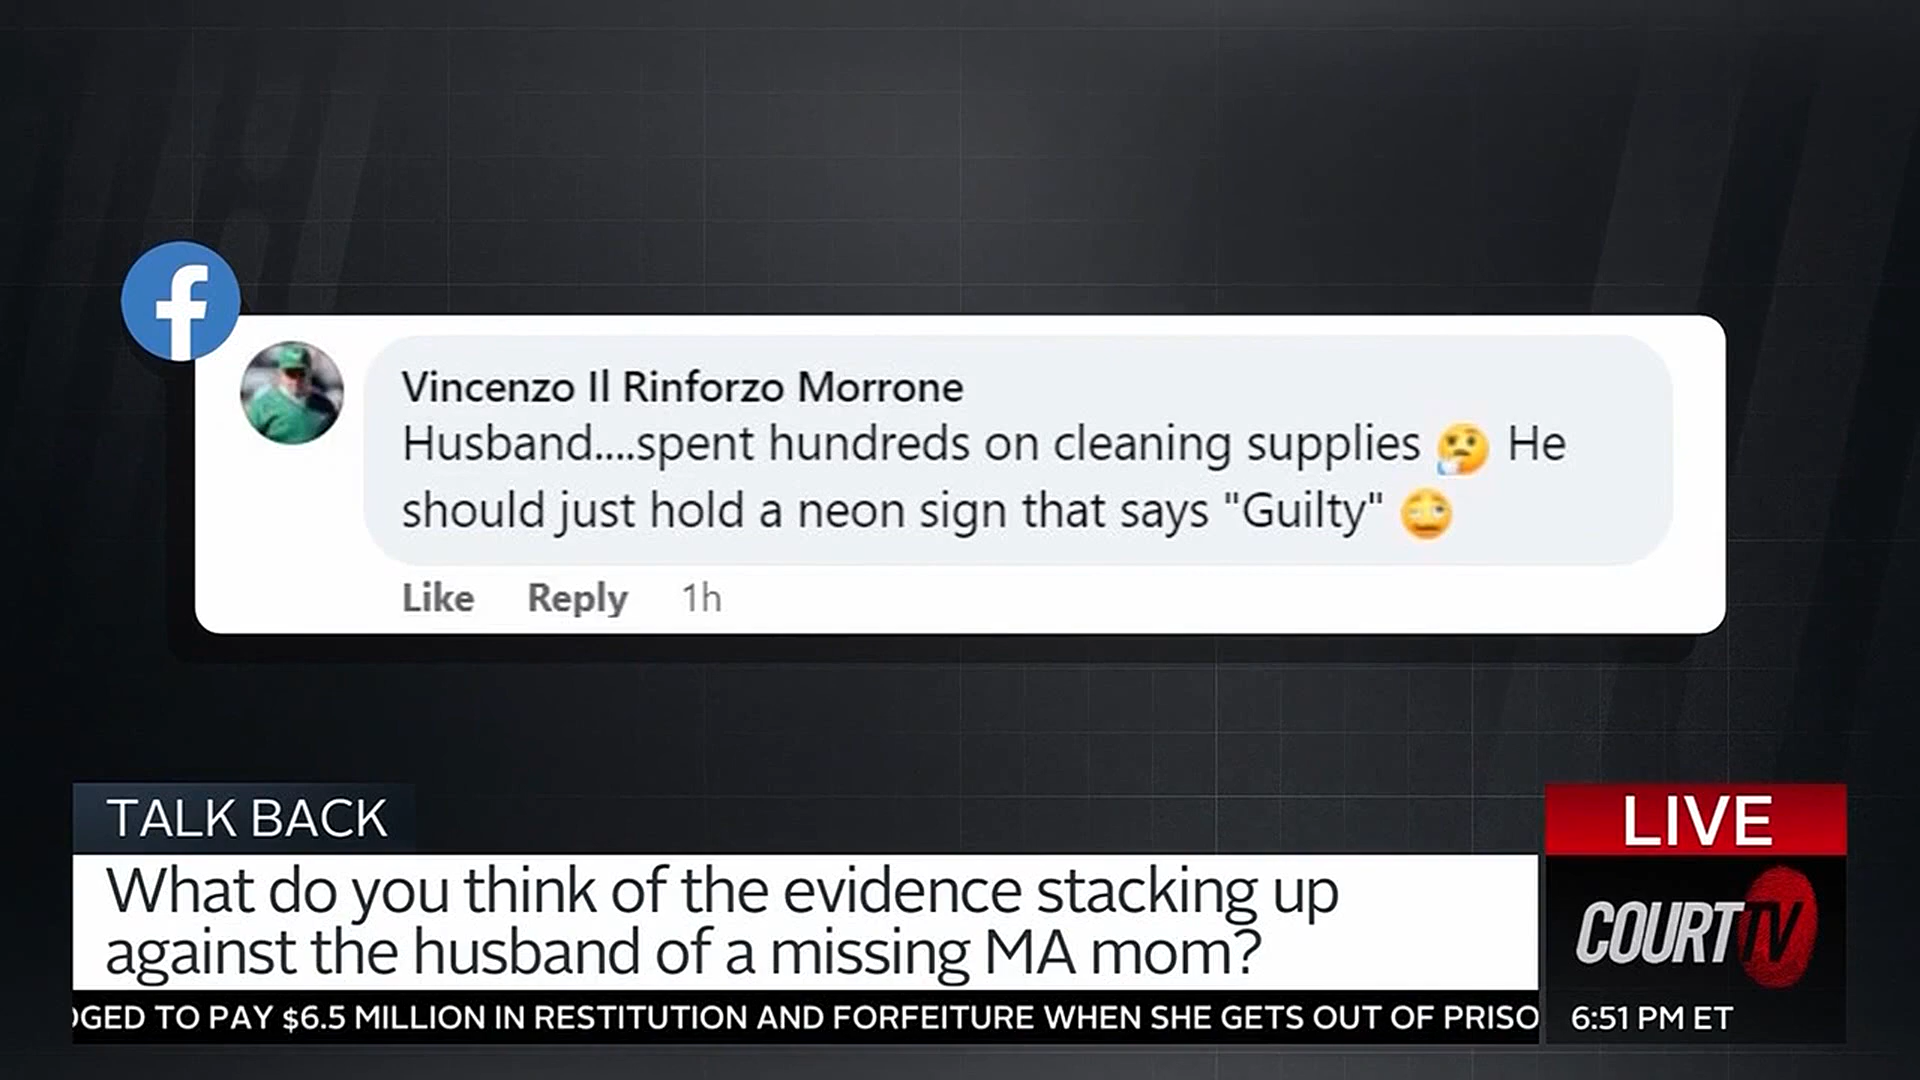 Vincenzo Il Rinforzo Morrone
Husband....spent hundreds on cleaning supplies 🤔 He
should just hold a neon sign that says "Guilty" 🙄
Like Reply 1h
TALK BACK
What do you think of the evidence stacking up
against the husband of a missing MA mom?
TO PAY $6.5 MILLION IN RESTITUTION AND FORFEITURE WHEN SHE GETS OUT OF
LIVE
COURT TV
6:51 PM ET